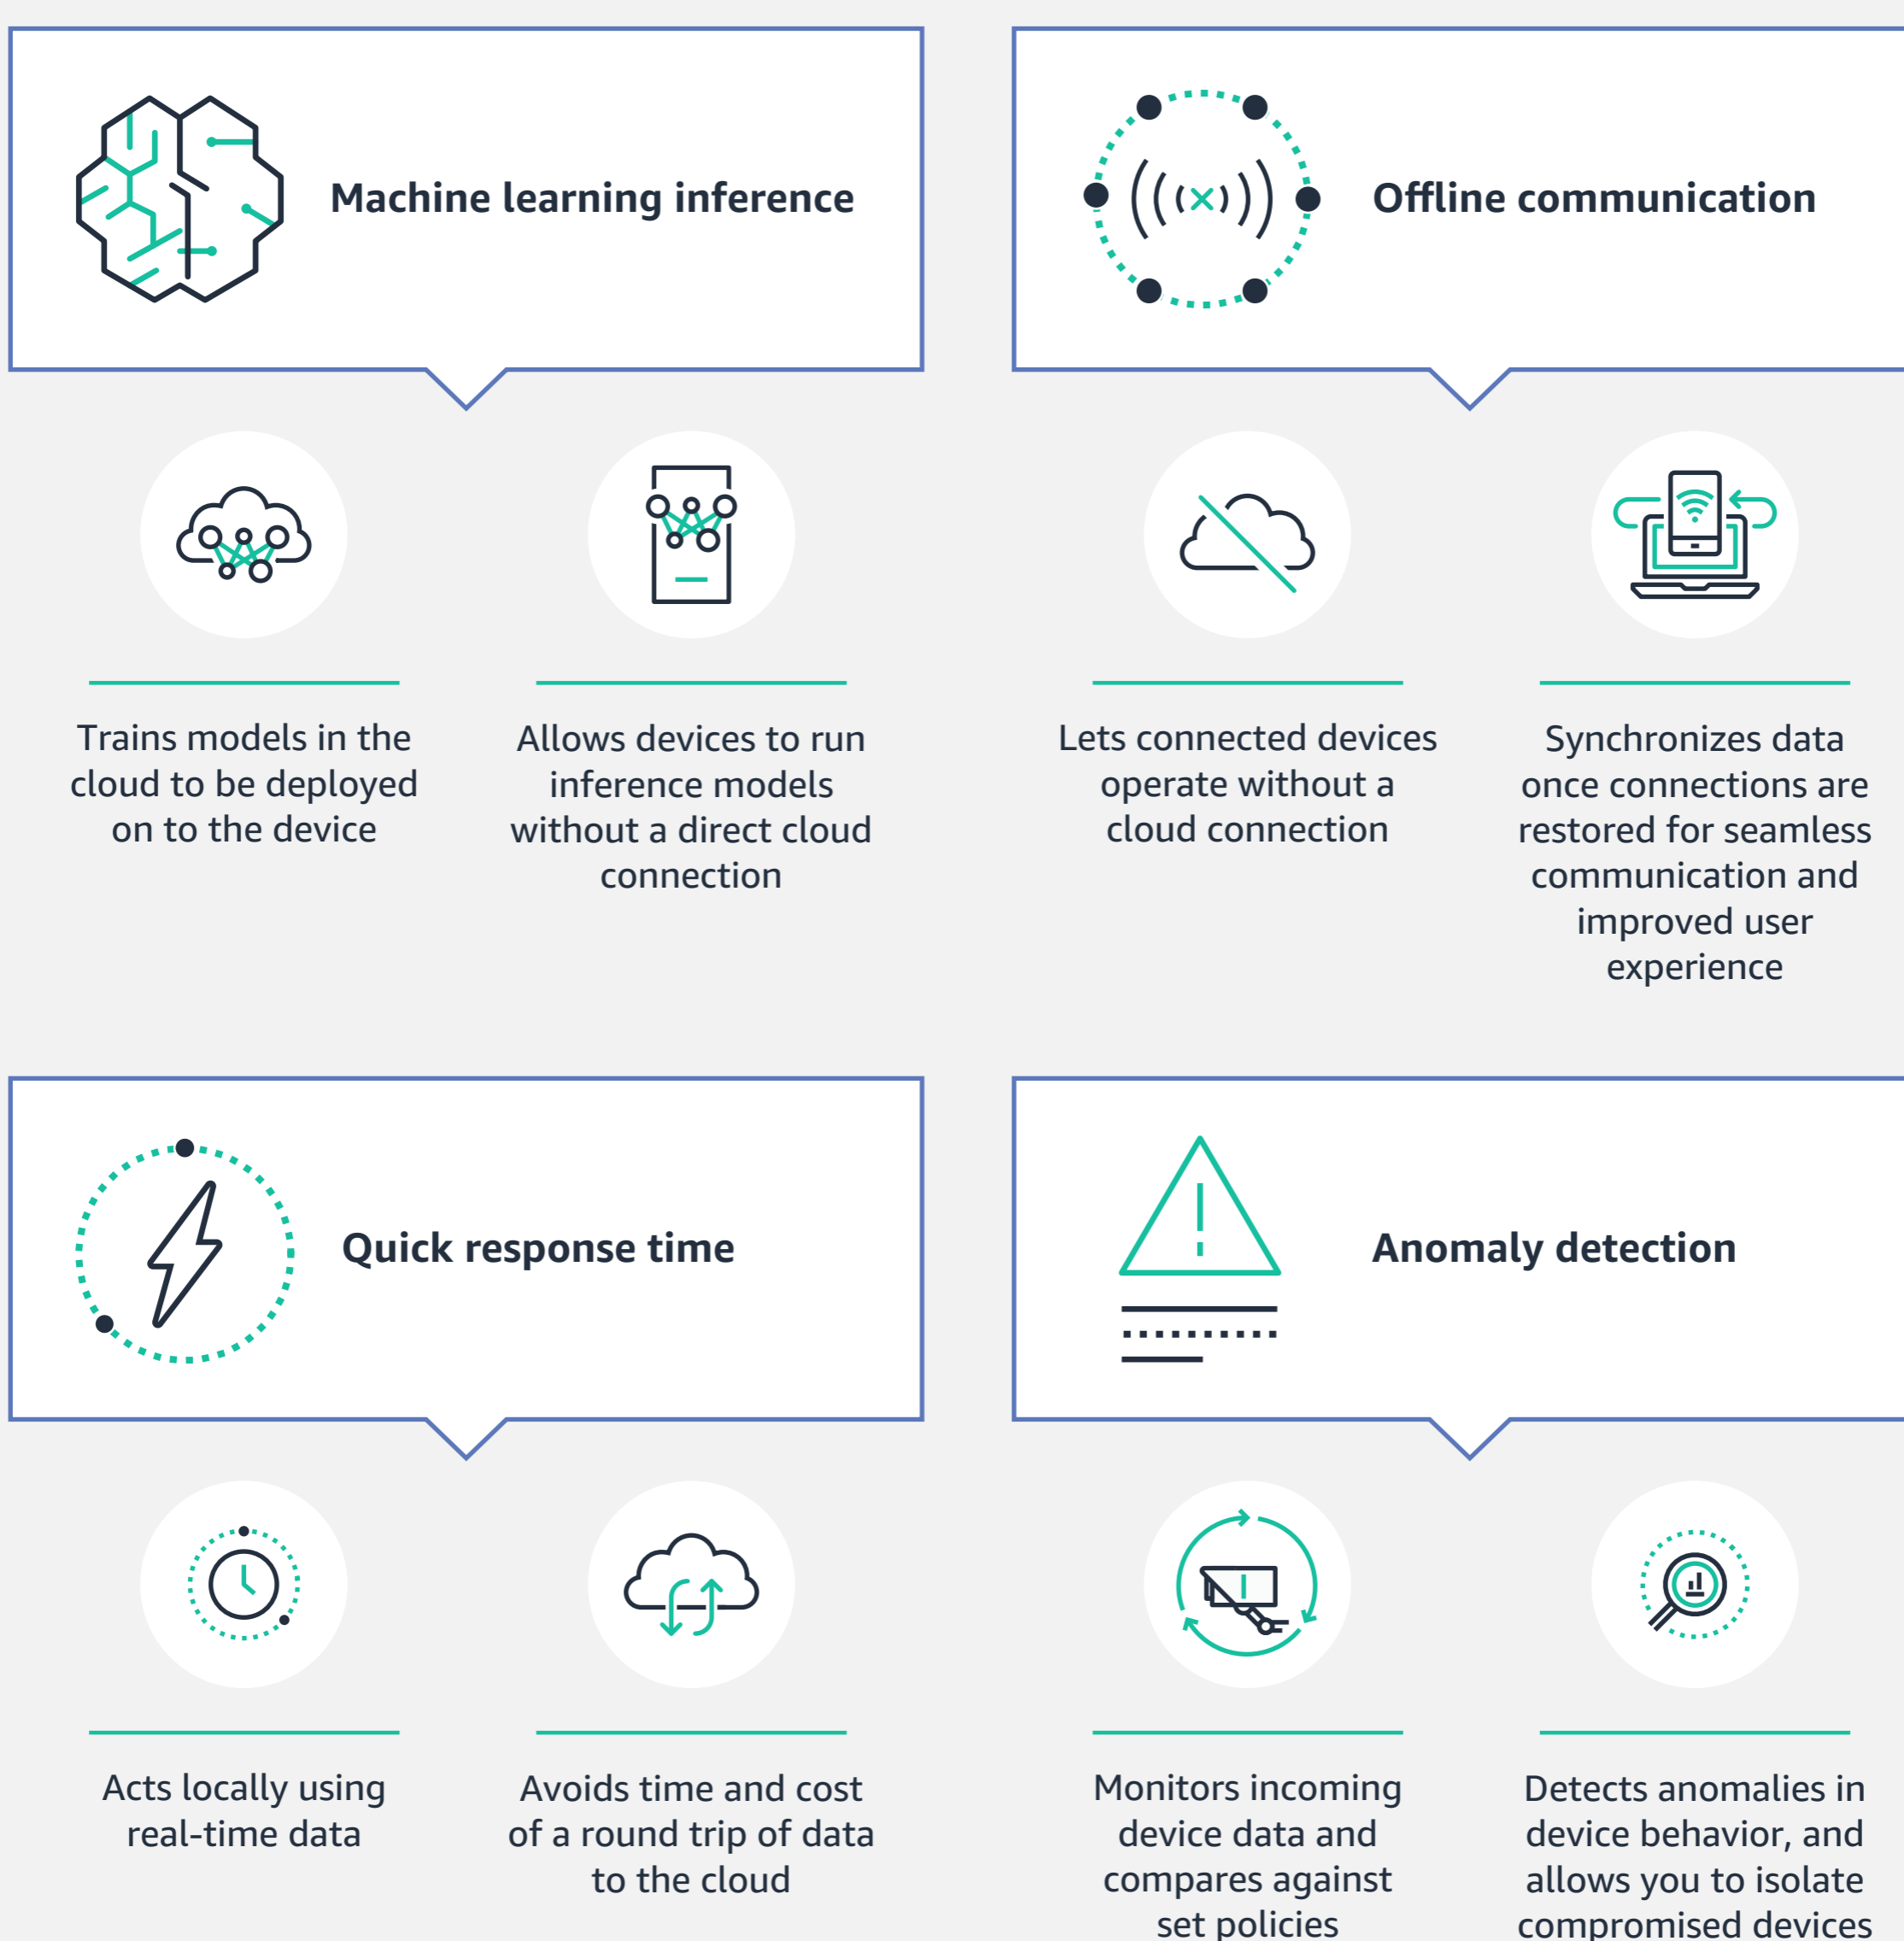 Machine learning inference
Trains models in the
cloud to be deployed
on to the device
Allows devices to run
inference models
without a direct cloud
connection
Offline communication
Lets connected devices
operate without a
cloud connection
Synchronizes data
once connections are
restored for seamless
communication and
improved user
experience
Quick response time
Acts locally using
real-time data
Avoids time and cost
of a round trip of data
to the cloud
Anomaly detection
Monitors incoming
device data and
compares against
set policies
Detects anomalies in
device behavior, and
allows you to isolate
compromised devices